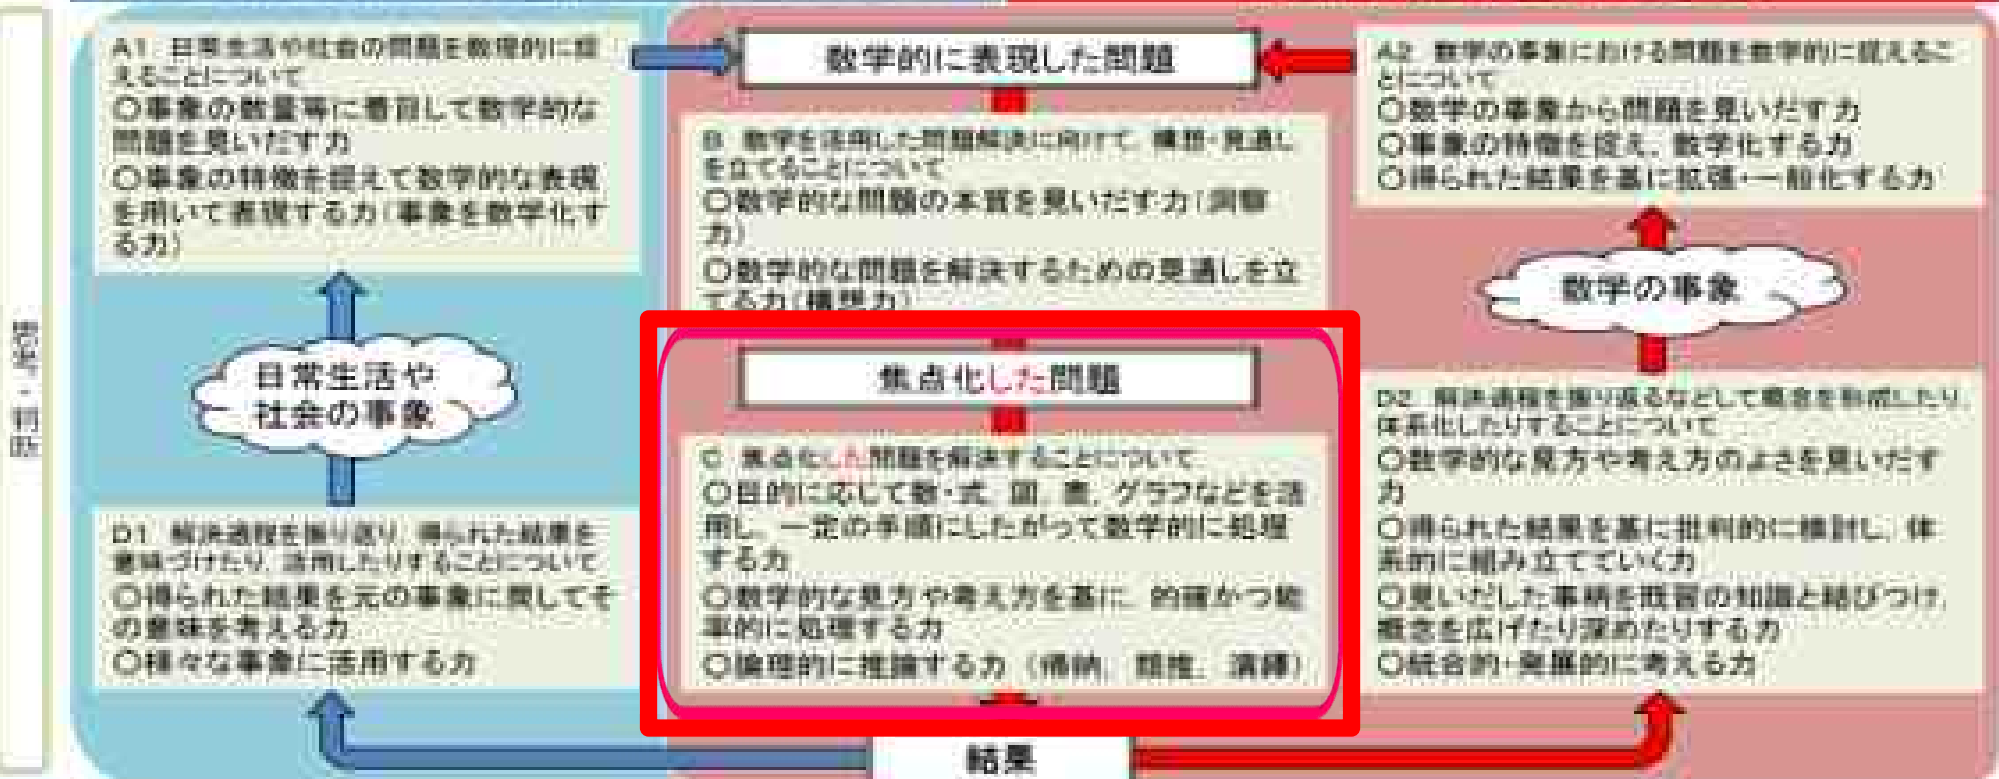 思考・判断
A1 日常生活や社会の問題を数理的に捉
えることについて
○事象の数量等に着目して数学的な
問題を見いだす力
○事象の特徴を捉えて数学的な表現
を用いて表現する力(事象を数学化す
る力)
日常生活や
社会の事象
D1 解決過程を振り返り、得られた結果を
意味づけたり、活用したりすることについて
○得られた結果を元の事象に戻してそ
の意味を考える力
○様々な事象に活用する力
数学的に表現した問題
B 数学を活用した問題解決に向けて、構想・見通し
を立てることについて
○数学的な問題の本質を見いだす力(洞察
力)
○数学的な問題を解決するための見通しを立
てる力(構想力)
焦点化した問題
C 焦点化した問題を解決することについて
○目的に応じて数・式、図、表、グラフなどを活
用し、一定の手順にしたがって数学的に処理
する力
○数学的な見方や考え方を基に、的確かつ能
率的に処理する力
○論理的に推論する力(帰納、類推、演繹)
結果
A2 数学の事象における問題を数学的に捉えるこ
とについて
○数学の事象から問題を見いだす力
○事象の特徴を捉え、数学化する力
○得られた結果を基に拡張・一般化する力
数学の事象
D2 解決過程を振り返るなどして概念を形成したり、
体系化したりすることについて
○数学的な見方や考え方のよさを見いだす
力
○得られた結果を基に批判的に検討し、体
系的に組み立てていく力
○見いだした事柄を既習の知識と結びつけ、
概念を広げたり深めたりする力
○統合的・発展的に考える力